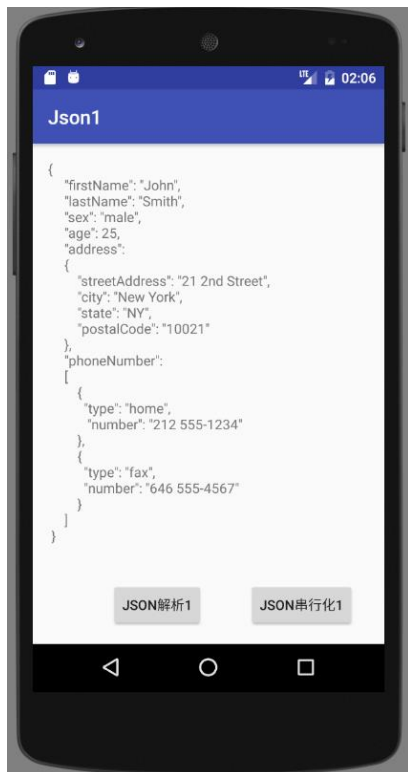 LTE 02:06
Json1
{
"firstName": "John",
"lastName": "Smith",
"sex": "male",
"age": 25,
"address":
{
"streetAddress": "21 2nd Street",
"city": "New York",
"state": "NY",
"postalCode": "10021"
},
"phoneNumber":
[
{
"type": "home",
"number": "212 555-1234"
},
{
"type": "fax",
"number": "646 555-4567"
}
]
}
JSON解析1 JSON串行化1